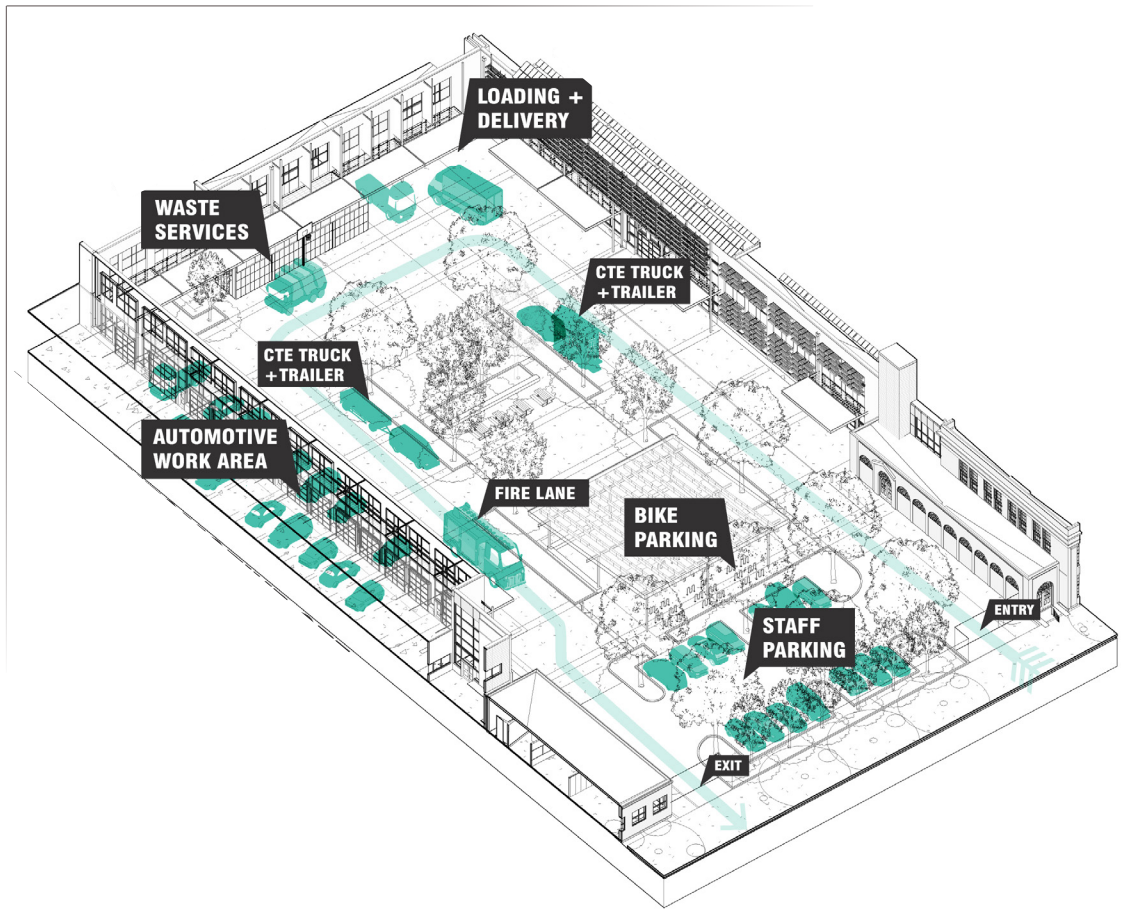 LOADING +
DELIVERY
WASTE
SERVICES
CTE TRUCK
+ TRAILER
CTE TRUCK
+ TRAILER
AUTOMOTIVE
WORK AREA
FIRE LANE
BIKE
PARKING
ENTRY
STAFF
PARKING
EXIT